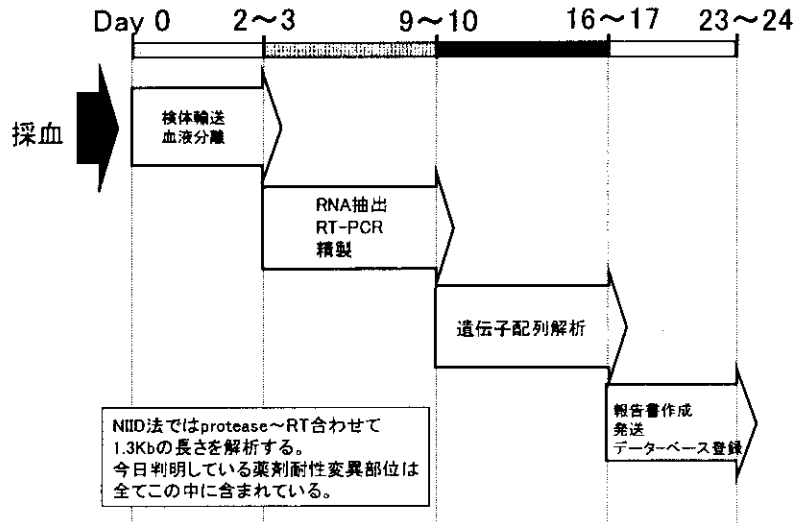 Day 0 2～3 9～10 16～17 23～24
採血
検体輸送
血液分離
RNA抽出
RT-PCR
精製
遺伝子配列解析
報告書作成
発送
データーベース登録
NIID法ではprotease～RT合わせて
1.3Kbの長さを解析する。
今日判明している薬剤耐性変異部位は
全てこの中に含まれている。